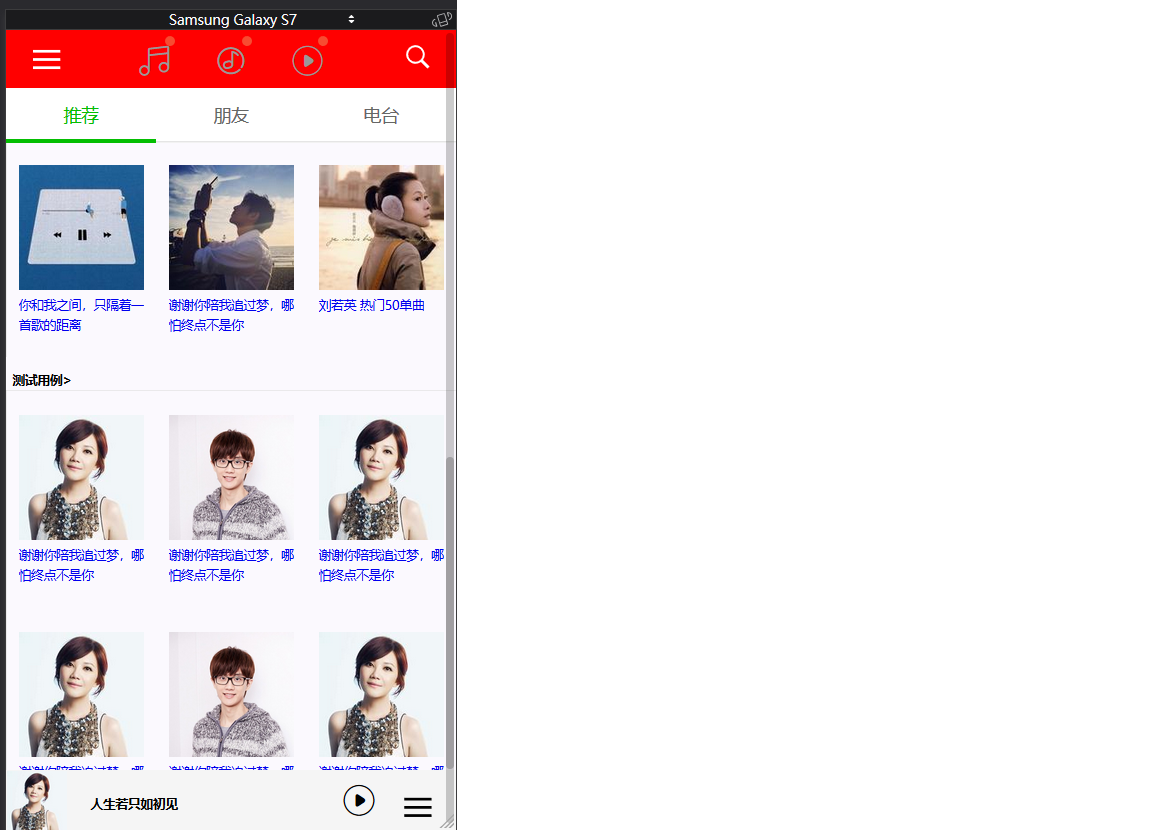 Samsung Galaxy S7
推荐 朋友 电台
你和我之间，只隔着一
首歌的距离
谢谢你陪我追过梦，哪
怕终点不是你
刘若英 热门50单曲
测试用例>
谢谢你陪我追过梦，哪
怕终点不是你
谢谢你陪我追过梦，哪
怕终点不是你
谢谢你陪我追过梦，哪
怕终点不是你
人生若只如初见